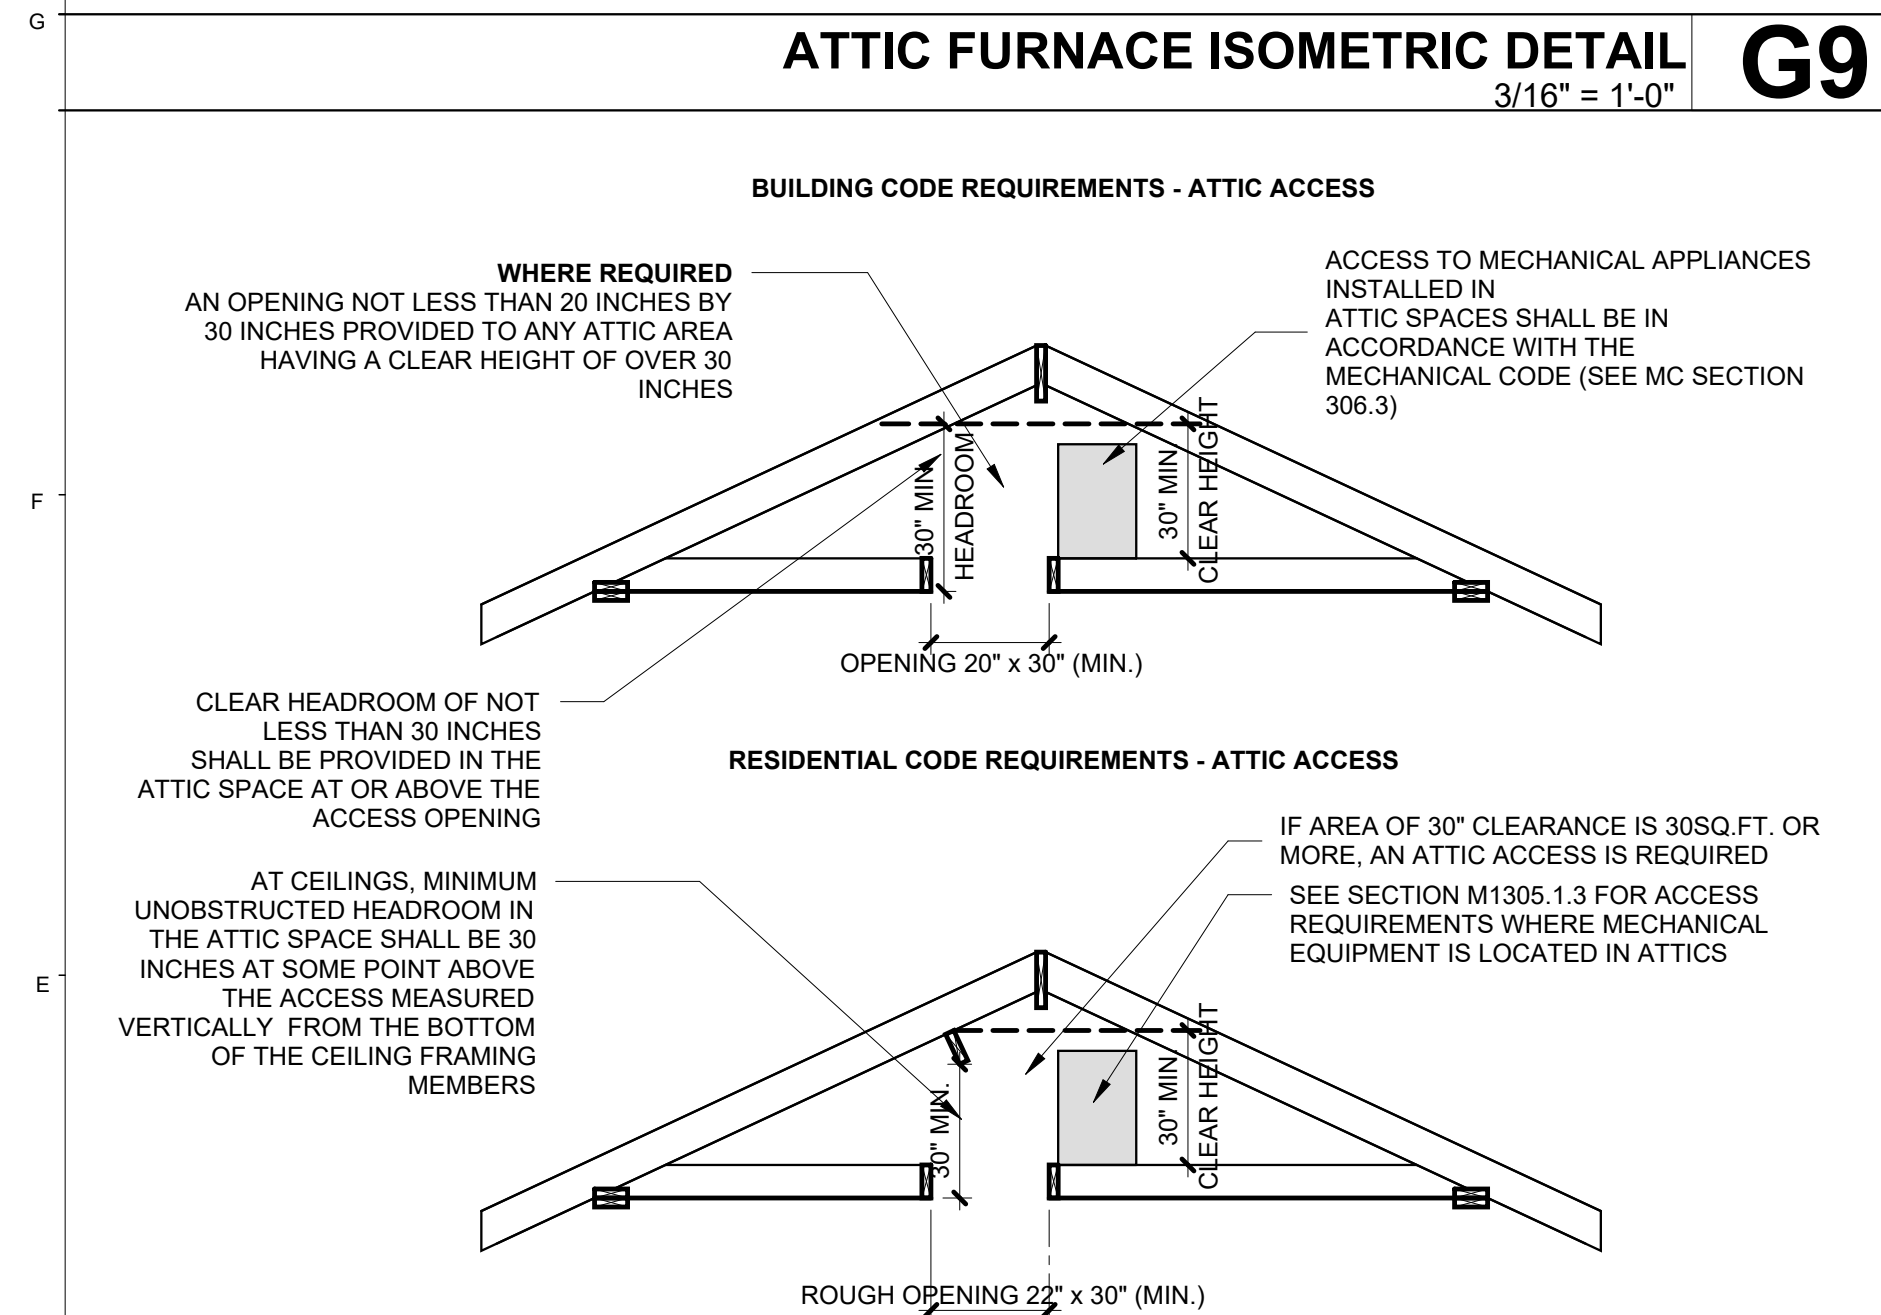 G
ATTIC FURNACE ISOMETRIC DETAIL
3/16" = 1'-0"
G9
BUILDING CODE REQUIREMENTS - ATTIC ACCESS
WHERE REQUIRED
AN OPENING NOT LESS THAN 20 INCHES BY
30 INCHES PROVIDED TO ANY ATTIC AREA
HAVING A CLEAR HEIGHT OF OVER 30
INCHES
ACCESS TO MECHANICAL APPLIANCES
INSTALLED IN
ATTIC SPACES SHALL BE IN
ACCORDANCE WITH THE
MECHANICAL CODE (SEE MC SECTION
306.3)
F
30" MIN.
HEADROOM
30" MIN.
CLEAR HEIGHT
OPENING 20" x 30" (MIN.)
CLEAR HEADROOM OF NOT
LESS THAN 30 INCHES
SHALL BE PROVIDED IN THE
ATTIC SPACE AT OR ABOVE THE
ACCESS OPENING
RESIDENTIAL CODE REQUIREMENTS - ATTIC ACCESS
IF AREA OF 30" CLEARANCE IS 30SQ.FT. OR
MORE, AN ATTIC ACCESS IS REQUIRED
SEE SECTION M1305.1.3 FOR ACCESS
REQUIREMENTS WHERE MECHANICAL
EQUIPMENT IS LOCATED IN ATTICS
AT CEILINGS, MINIMUM
UNOBSTRUCTED HEADROOM IN
THE ATTIC SPACE SHALL BE 30
INCHES AT SOME POINT ABOVE
THE ACCESS MEASURED
VERTICALLY FROM THE BOTTOM
OF THE CEILING FRAMING
MEMBERS
E
30" MIN.
30" MIN.
CLEAR HEIGHT
ROUGH OPENING 22" x 30" (MIN.)